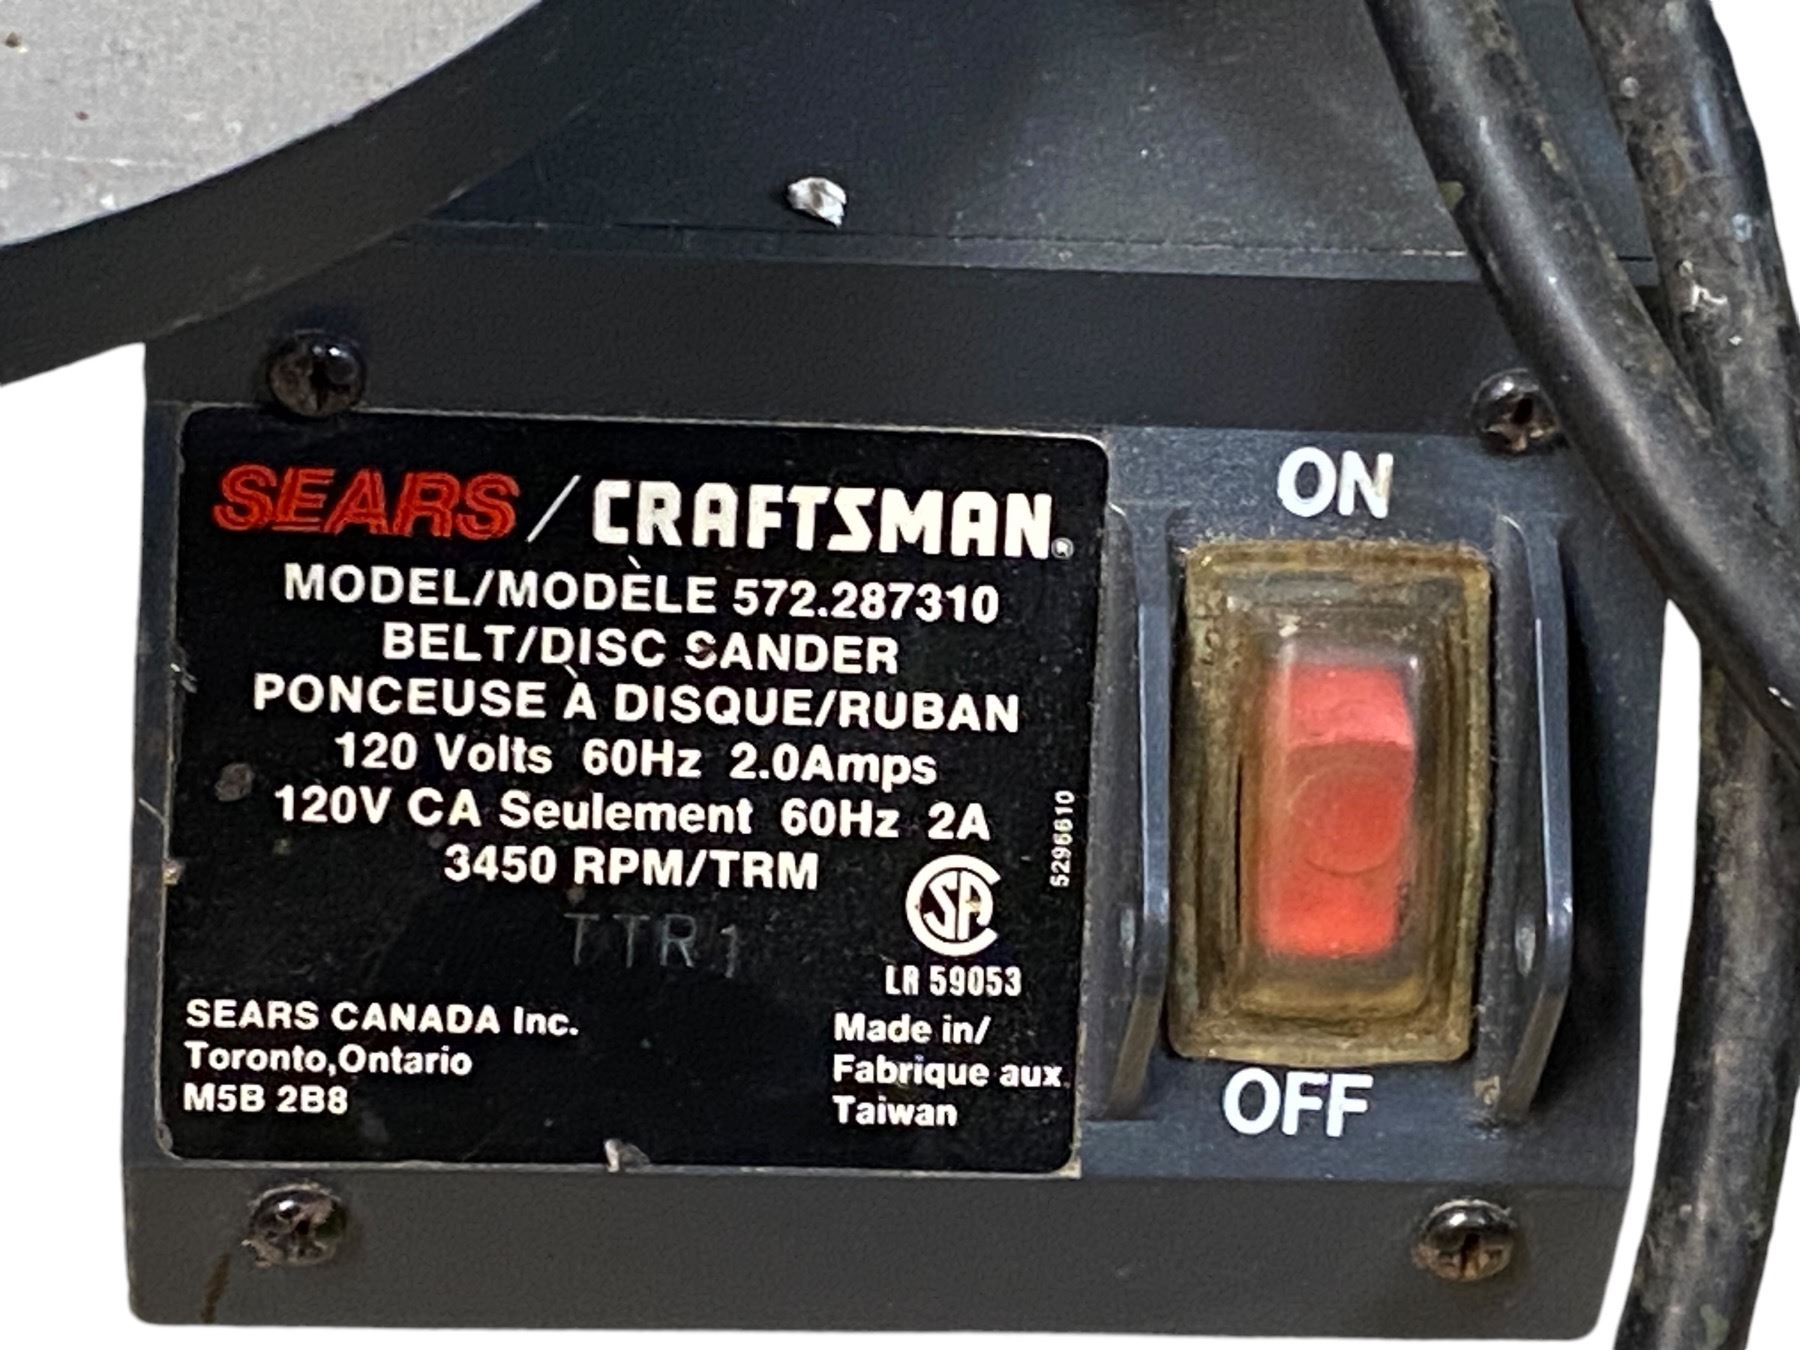 SEARS / CRAFTSMAN®
MODEL/MODÈLE 572.287310
BELT/DISC SANDER
PONCEUSE À DISQUE/RUBAN
120 Volts 60Hz 2.0Amps
120V CA Seulement 60Hz 2A
3450 RPM/TRM
5296610
TTR1
SA
LR 59053
SEARS CANADA Inc.
Toronto,Ontario
M5B 2B8
Made in/
Fabrique aux
Taiwan
ON
OFF